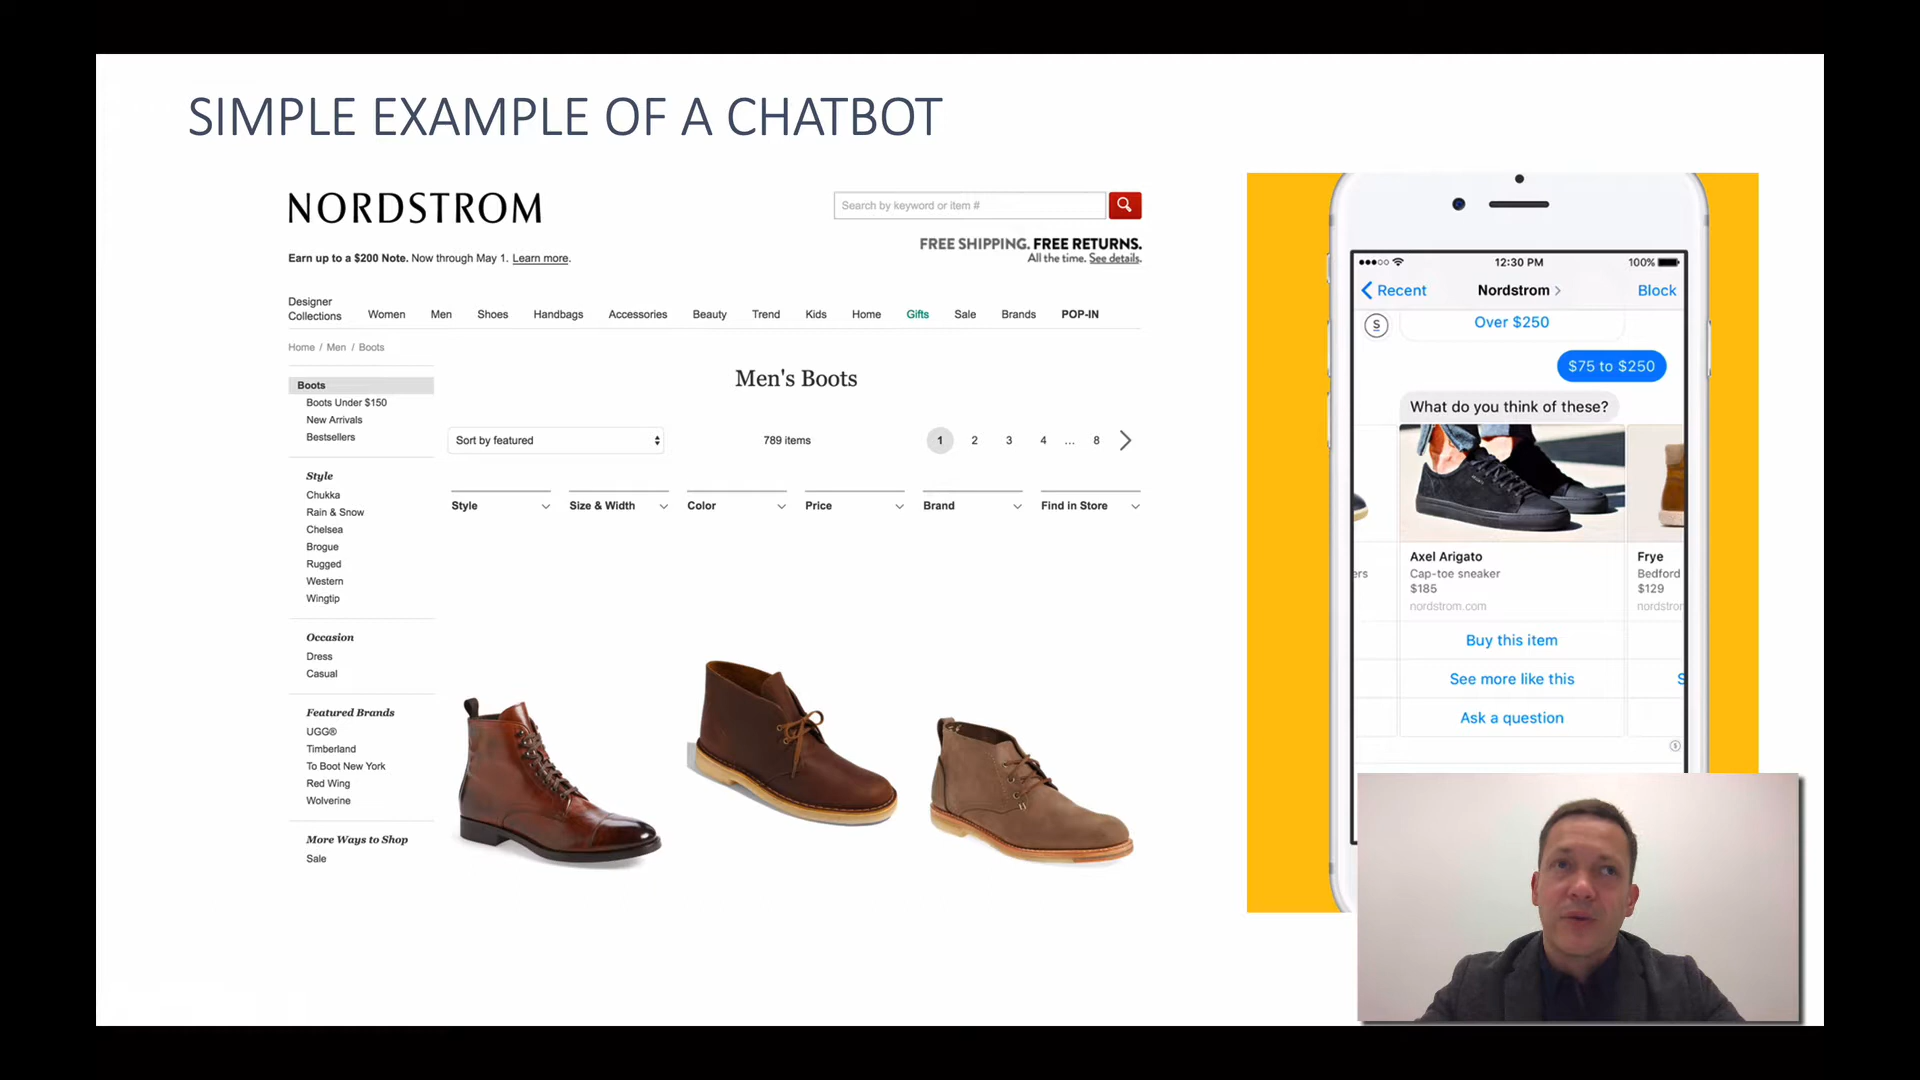 SIMPLE EXAMPLE OF A CHATBOT
NORDSTROM
Search by keyword or item #
FREE SHIPPING. FREE RETURNS.
All the time. See details.
Earn up to a $200 Note. Now through May 1. Learn more.
Designer
Collections
Women
Men
Shoes
Handbags
Accessories
Beauty
Trend
Kids
Home
Gifts
Sale
Brands
POP-IN
Home / Men / Boots
Boots
Boots Under $150
New Arrivals
Bestsellers
Style
Chukka
Rain & Snow
Chelsea
Brogue
Rugged
Western
Wingtip
Occasion
Dress
Casual
Featured Brands
UGG®
Timberland
To Boot New York
Red Wing
Wolverine
More Ways to Shop
Sale
Men's Boots
Sort by featured
789 items
1 2 3 4 ... 8
Style
Size & Width
Color
Price
Brand
Find in Store
12:30 PM
100%
Recent
Nordstrom
Block
S
Over $250
$75 to $250
What do you think of these?
ers
Axel Arigato
Cap-toe sneaker
$185
nordstrom.com
Buy this item
See more like this
Ask a question
Frye
Bedford
$129
nordstror
S